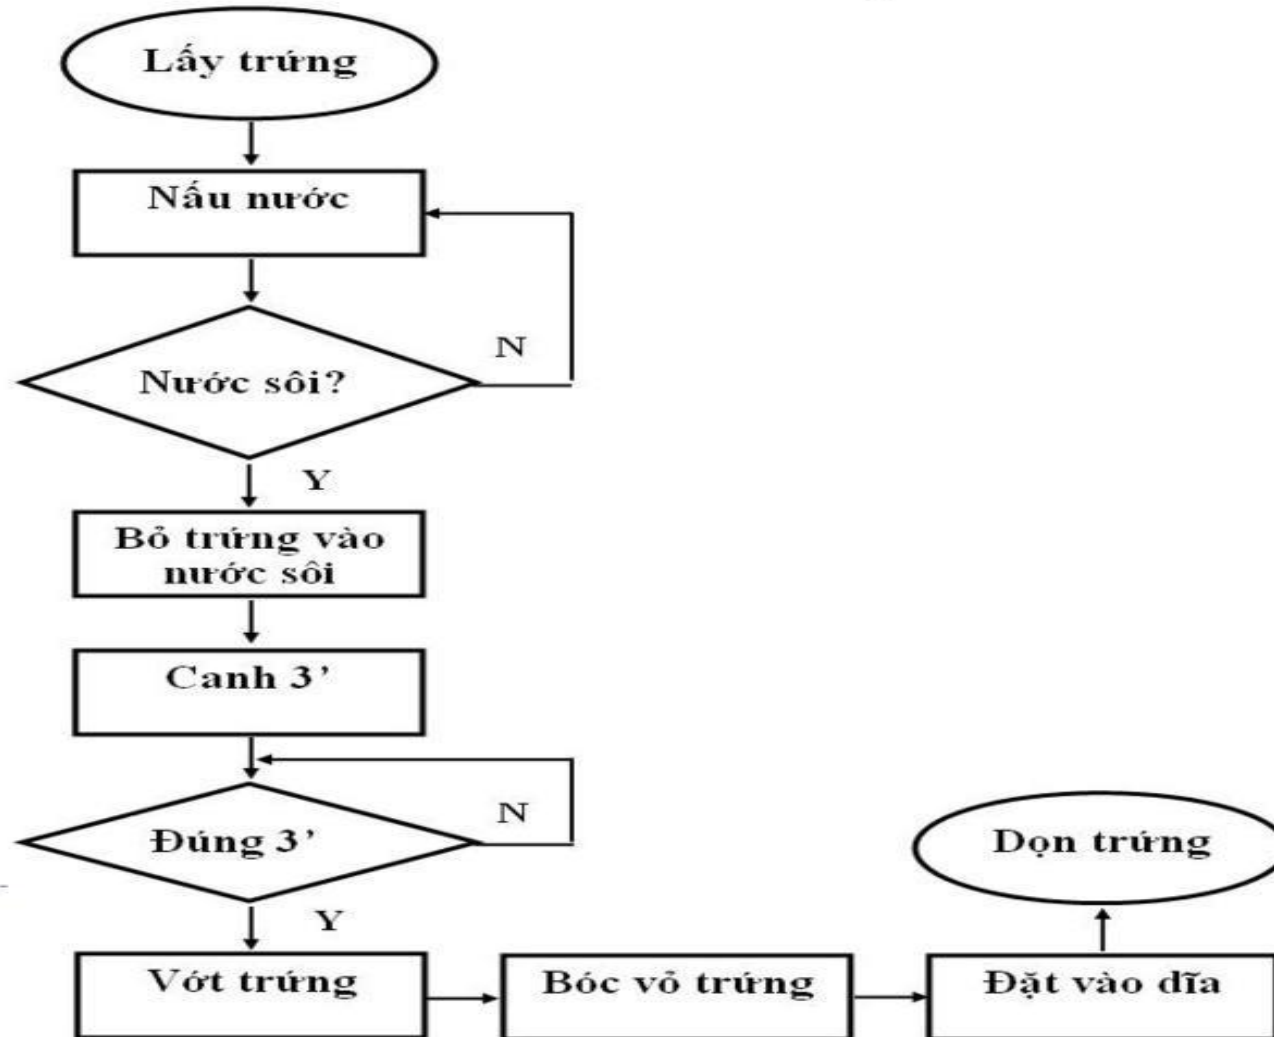 Lấy trứng
Nấu nước
N
Nước sôi?
Y
Bỏ trứng vào
nước sôi
Canh 3’
N
Đúng 3’
Y
Vớt trứng
Bóc vỏ trứng
Đặt vào dĩa
Dọn trứng